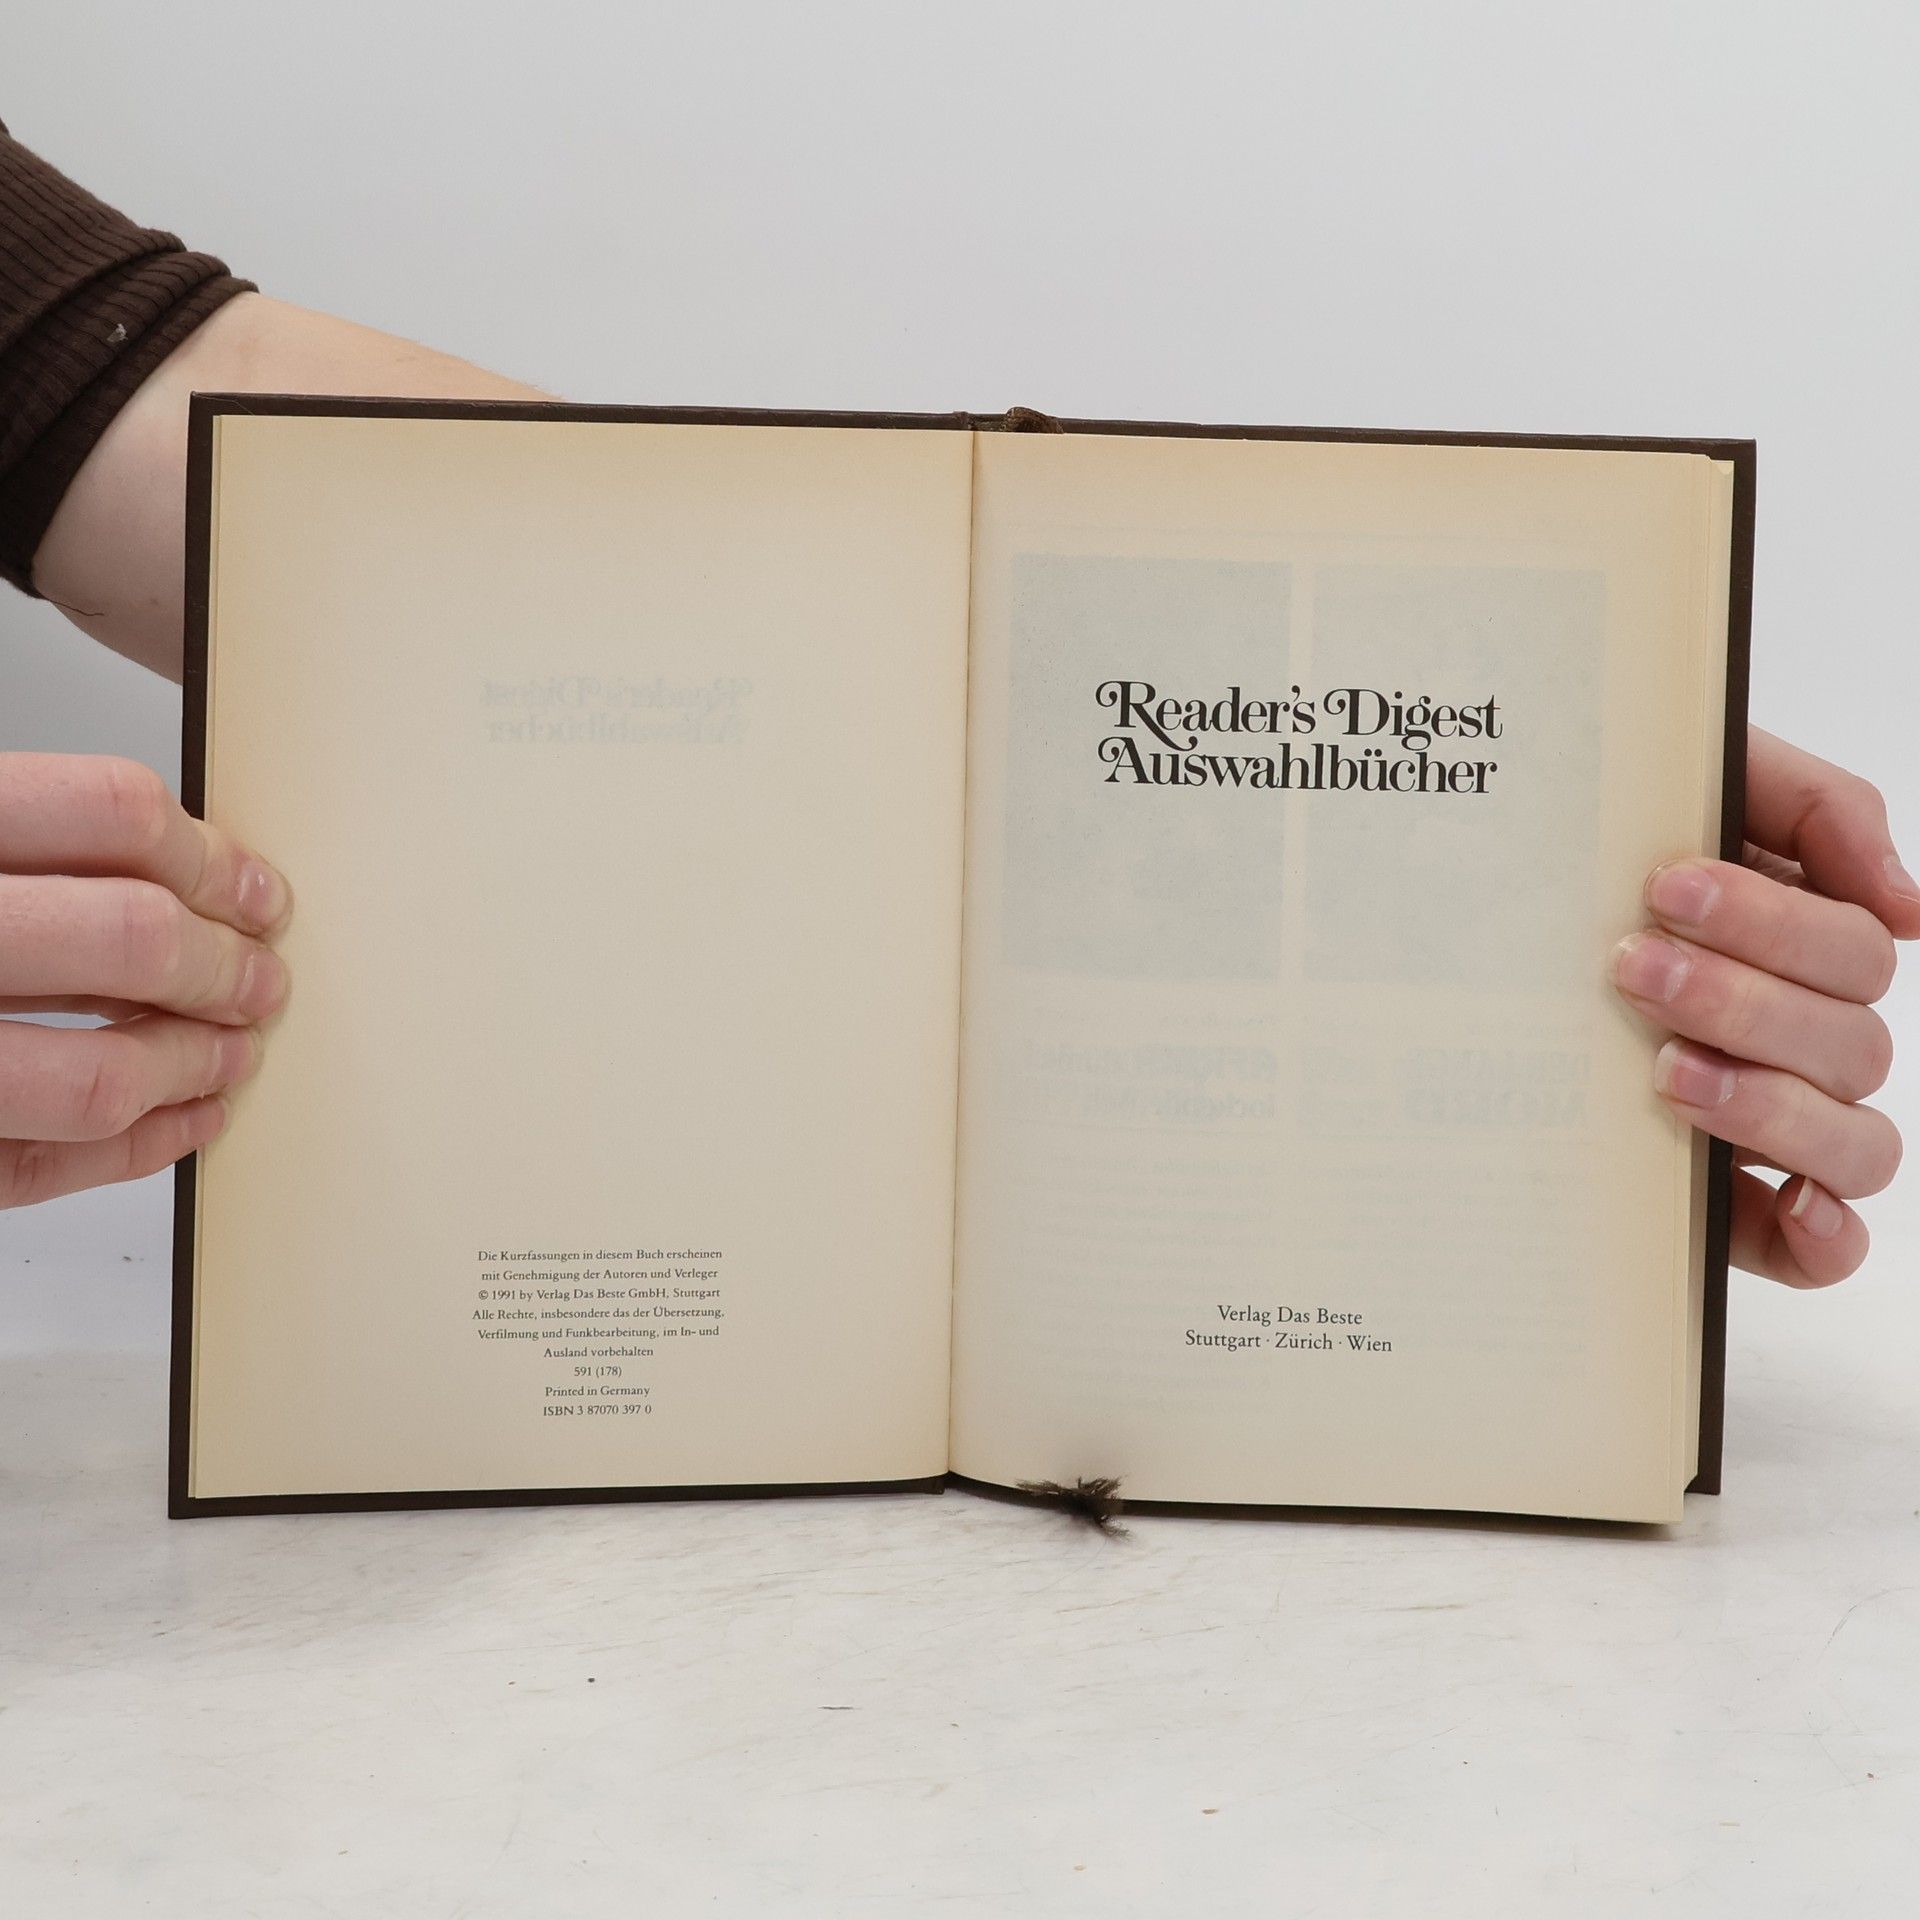 Die Kurzfassungen in diesem Buch erscheinen
mit Genehmigung der Autoren und Verleger
© 1991 by Verlag Das Beste GmbH, Stuttgart
Alle Rechte, insbesondere das der Übersetzung,
Verfilmung und Funkbearbeitung, im In- und
Ausland vorbehalten
591 (178)
Printed in Germany
ISBN 3 87070 397 0
Reader's Digest
Auswahlbücher
Verlag Das Beste
Stuttgart · Zürich · Wien